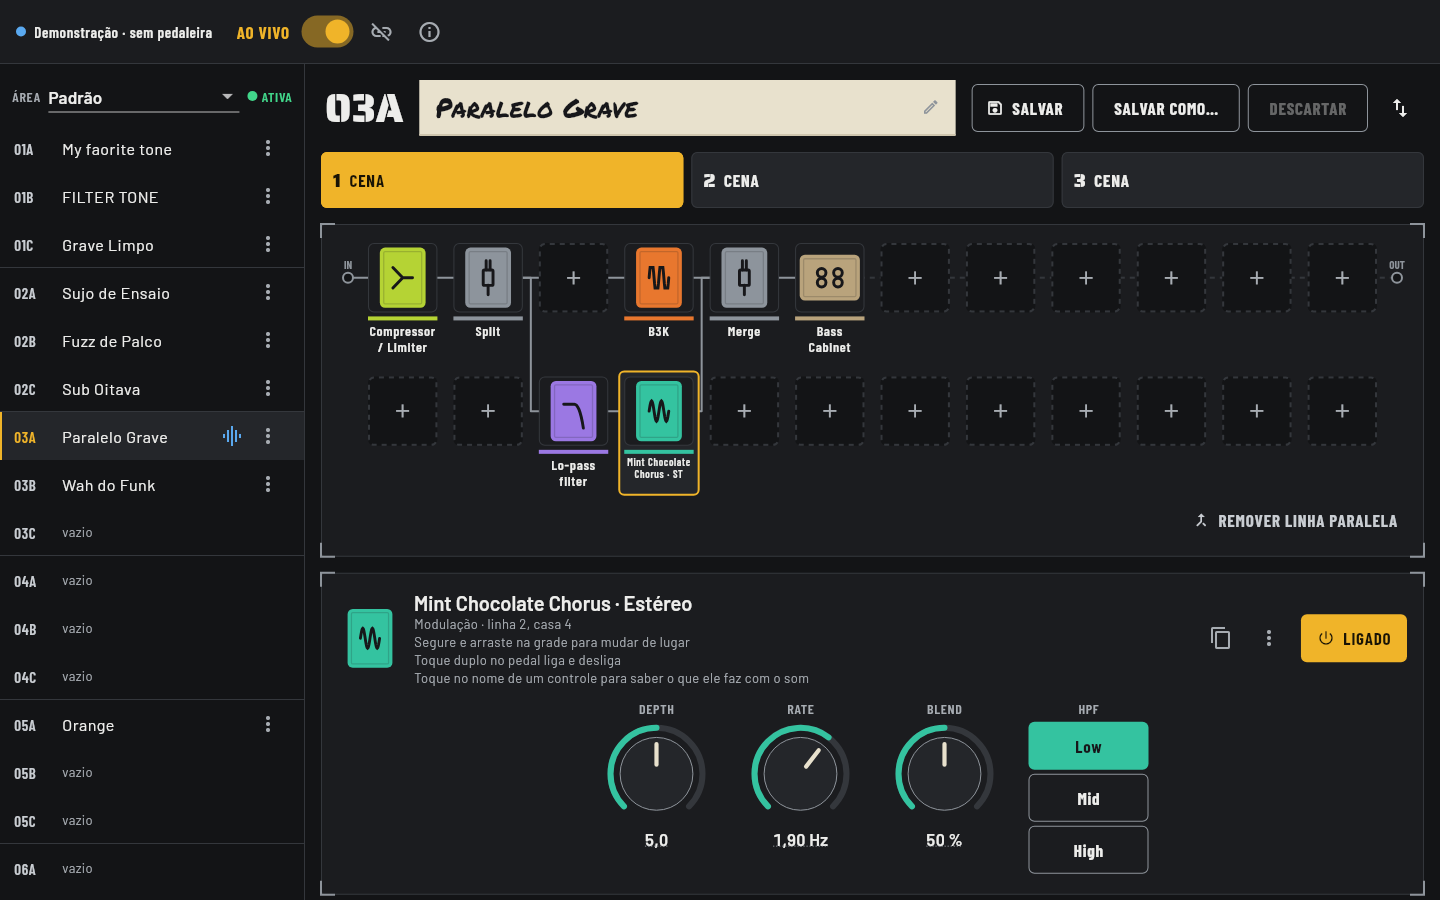 Demonstração · sem pedaleira
AO VIVO
ÁREA Padrão ATIVA
01A My faorite tone
01B FILTER TONE
01C Grave Limpo
02A Sujo de Ensaio
02B Fuzz de Palco
02C Sub Oitava
03A Paralelo Grave
03B Wah do Funk
03C vazio
04A vazio
04B vazio
04C vazio
05A Orange
05B vazio
05C vazio
06A vazio
03A Paralelo Grave
SALVAR
SALVAR COMO...
DESCARTAR
1 CENA
2 CENA
3 CENA
IN
OUT
Compressor
/ Limiter
Split
B3K
Merge
88
Bass
Cabinet
Lo-pass
filter
Mint Chocolate
Chorus · ST
REMOVER LINHA PARALELA
Mint Chocolate Chorus · Estéreo
Modulação · linha 2, casa 4
Segure e arraste na grade para mudar de lugar
Toque duplo no pedal liga e desliga
Toque no nome de um controle para saber o que ele faz com o som
LIGADO
DEPTH
RATE
BLEND
HPF
5,0
1,90 Hz
50 %
Low
Mid
High